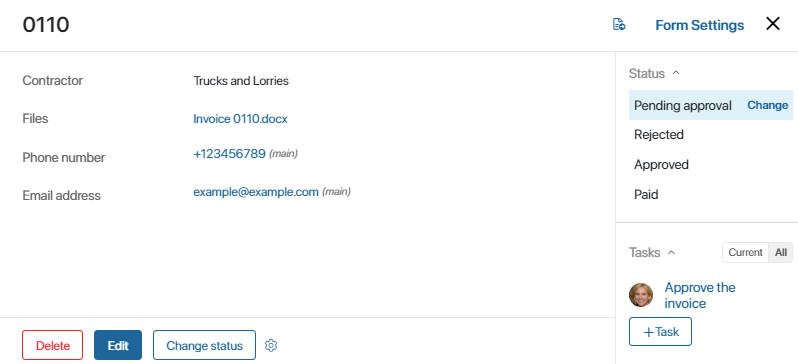 0110
Form Settings
Contractor
Trucks and Lorries
Files
Invoice 0110.docx
Phone number
+123456789 (main)
Email address
example@example.com (main)
Delete
Edit
Change status
Status
Pending approval
Change
Rejected
Approved
Paid
Tasks
Current
All
Approve the
invoice
+Task